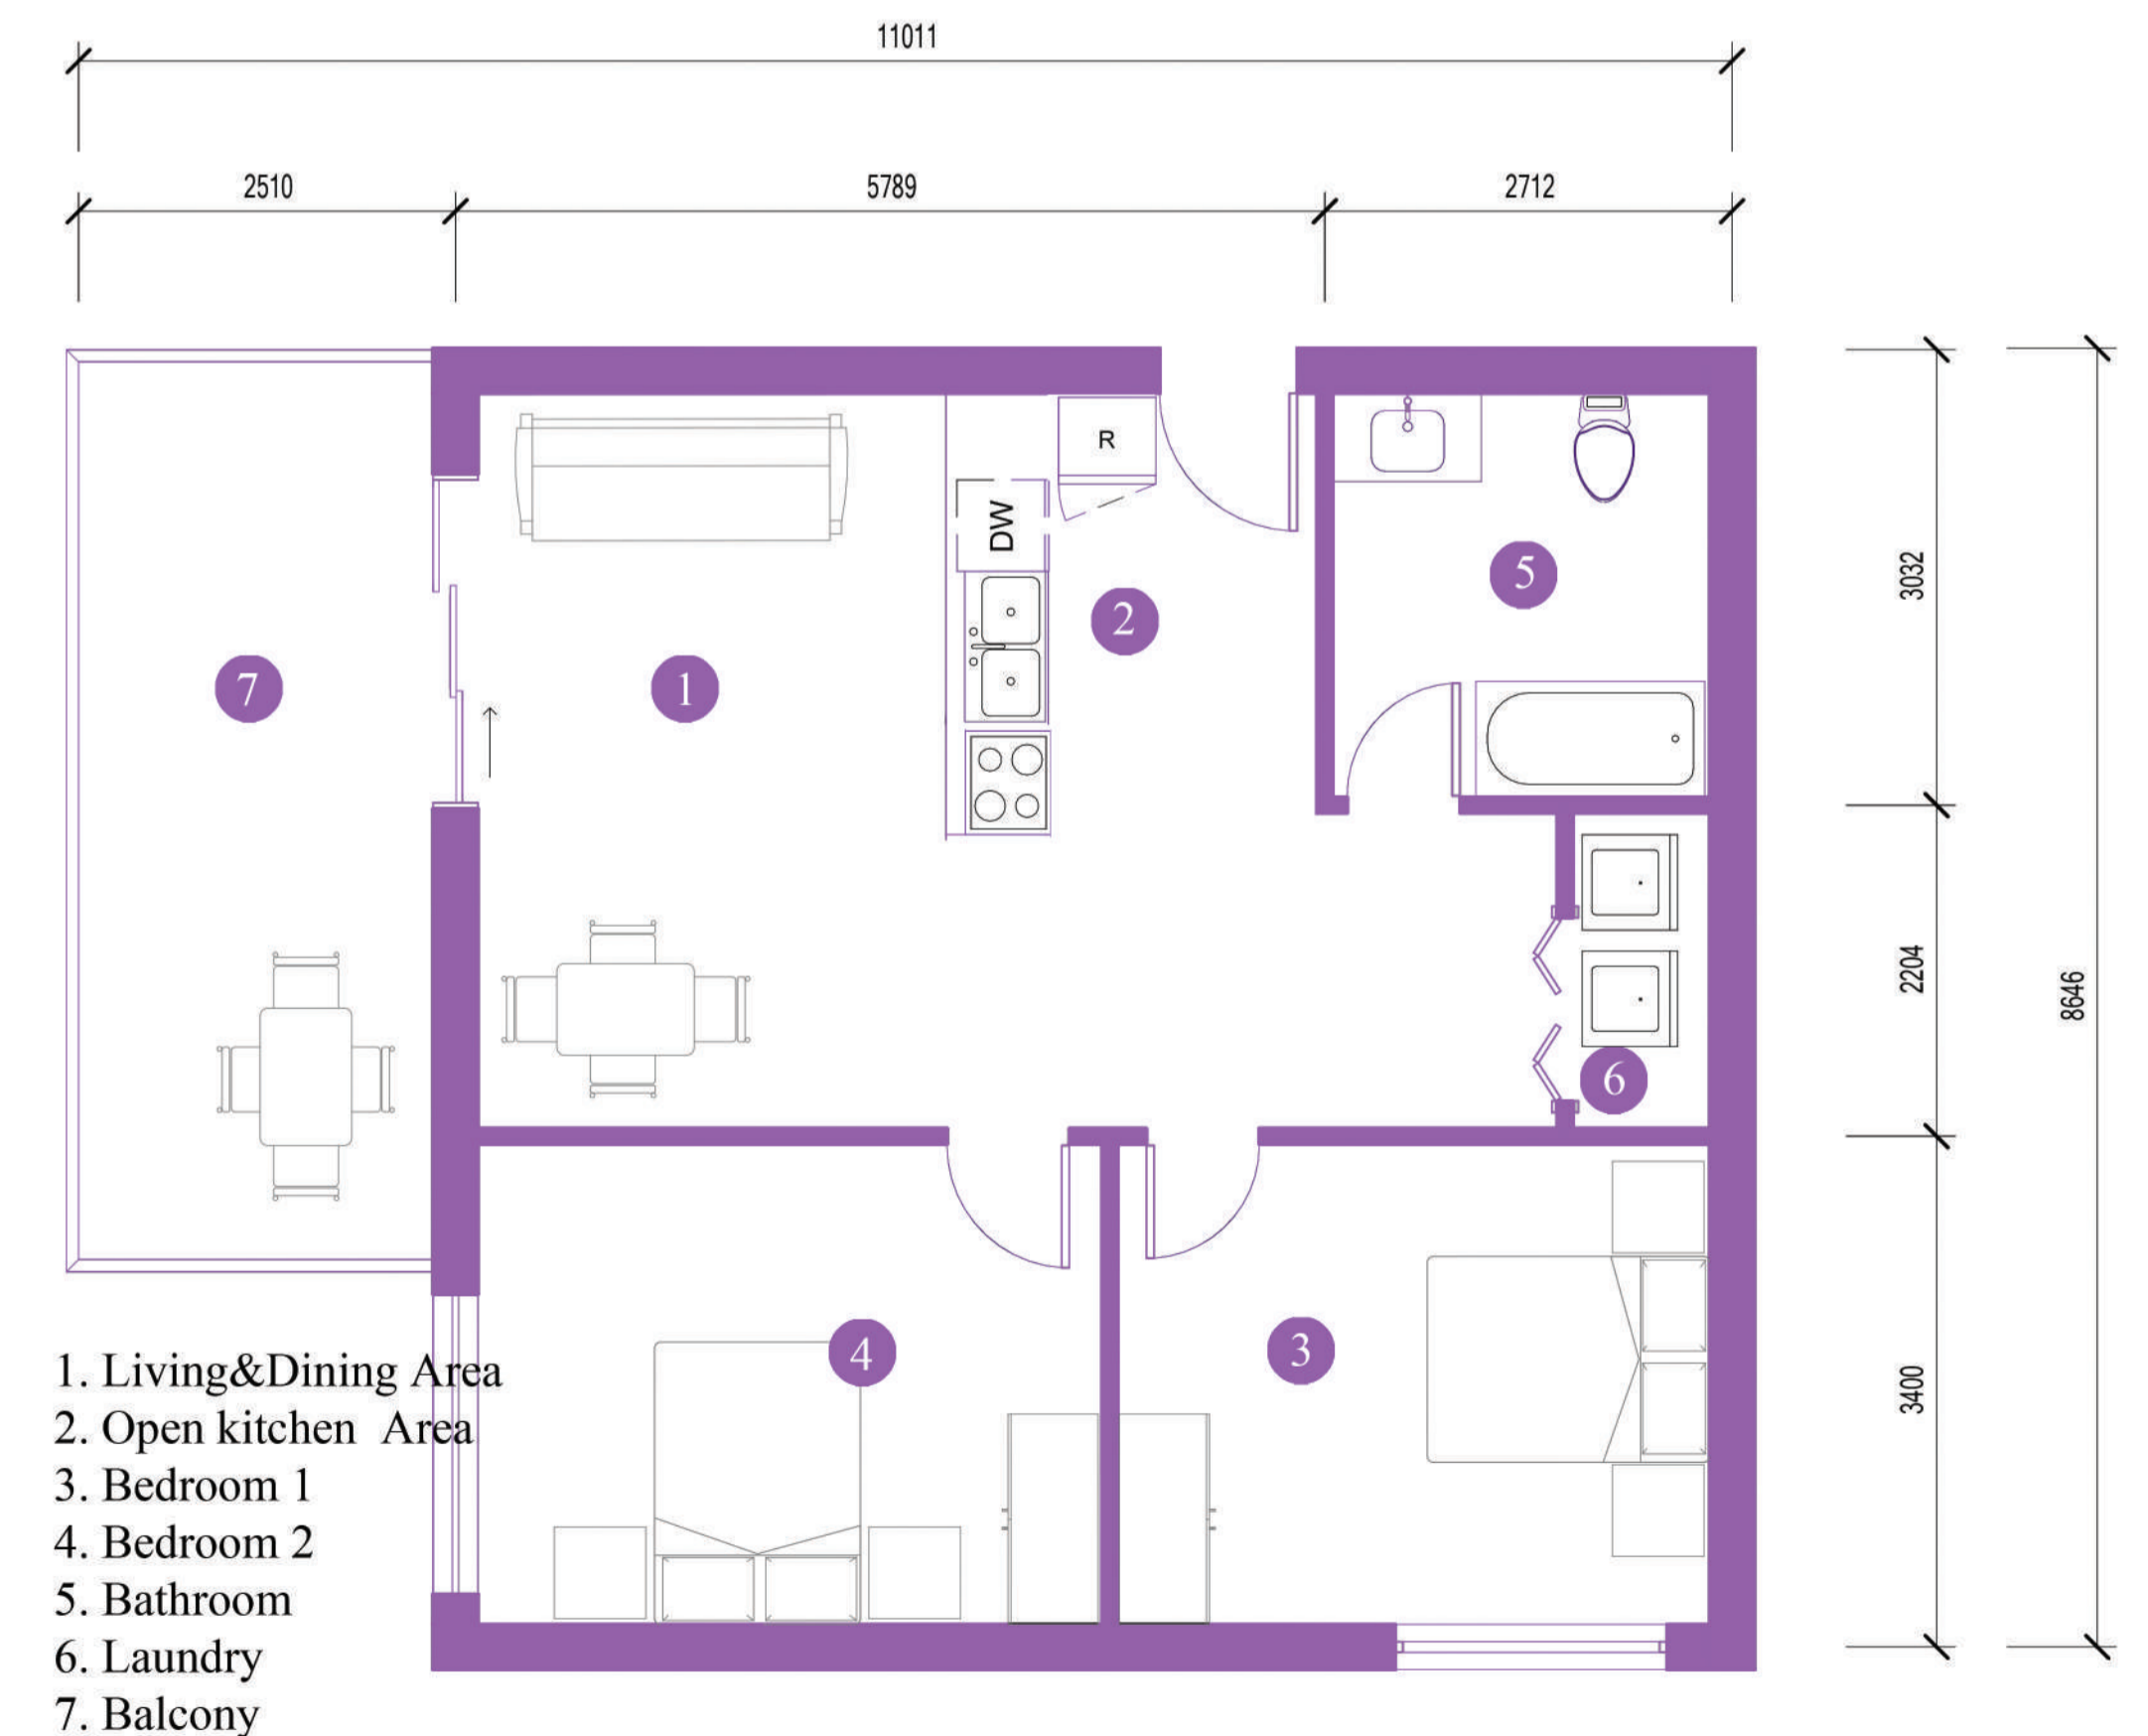 11011
2510 5789 2712
R
DW
5
2
7
1
3032
2204
8646
6
4
3
3400
1. Living&Dining Area
2. Open kitchen Area
3. Bedroom 1
4. Bedroom 2
5. Bathroom
6. Laundry
7. Balcony